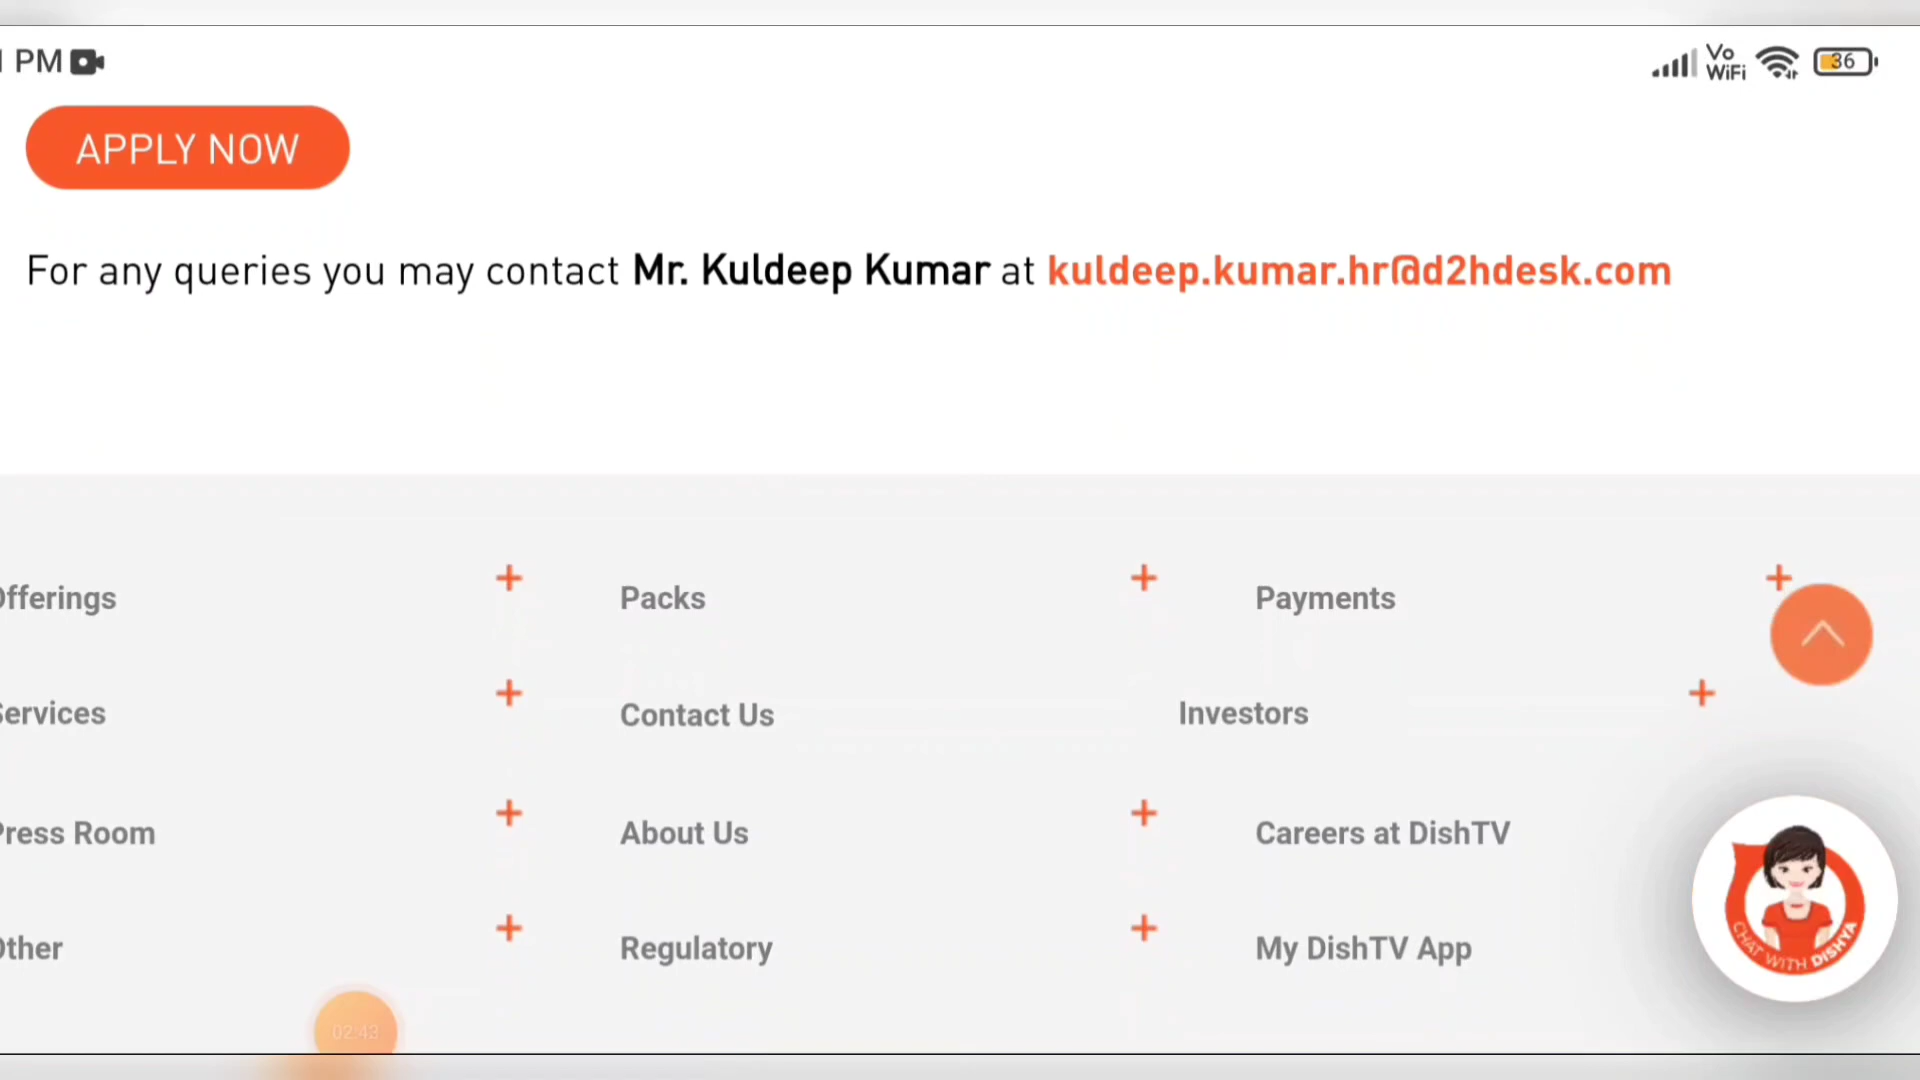 PM
Vo
WiFi
36
APPLY NOW
For any queries you may contact Mr. Kuldeep Kumar at kuldeep.kumar.hr@d2hdesk.com
fferings
Packs
Payments
ervices
Contact Us
Investors
ress Room
About Us
Careers at DishTV
ther
Regulatory
My DishTV App
CHAT WITH DISHYA
02:43